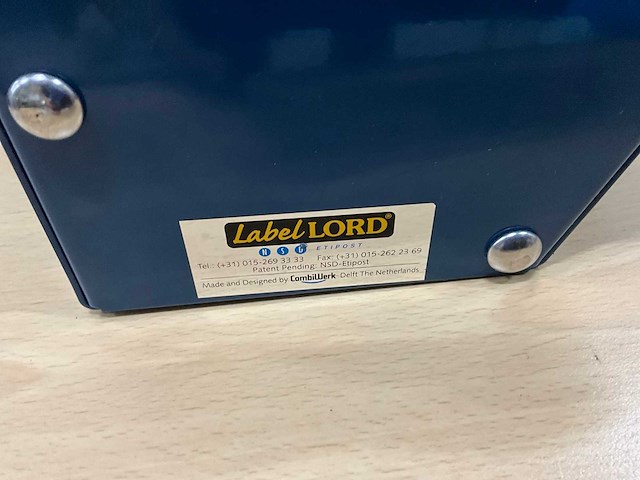 Label LORD®
NSG ETIPOST
Tel.: (+31) 015-269 33 33 Fax: (+31) 015-262 23 69
Patent Pending: NSD-Etipost
Made and Designed by CombiWerk Delft The Netherlands